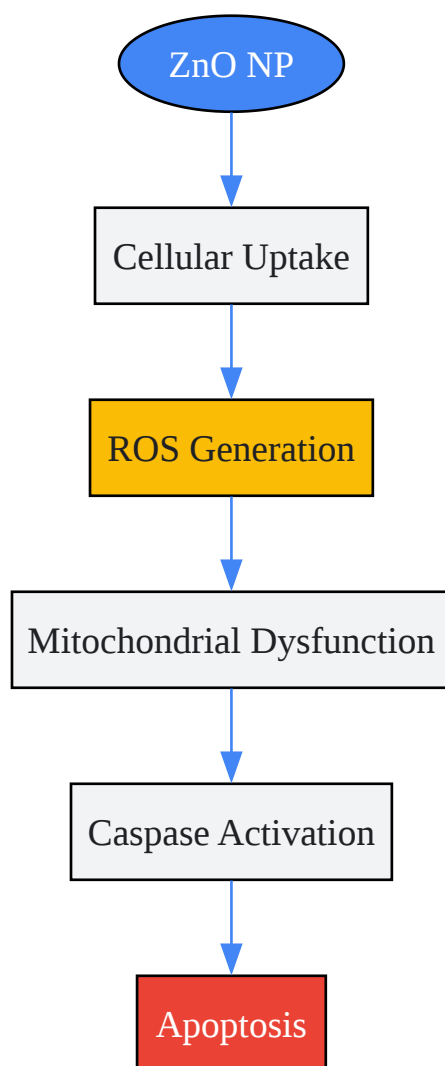 ZnO NP
Cellular Uptake
ROS Generation
Mitochondrial Dysfunction
Caspase Activation
Apoptosis